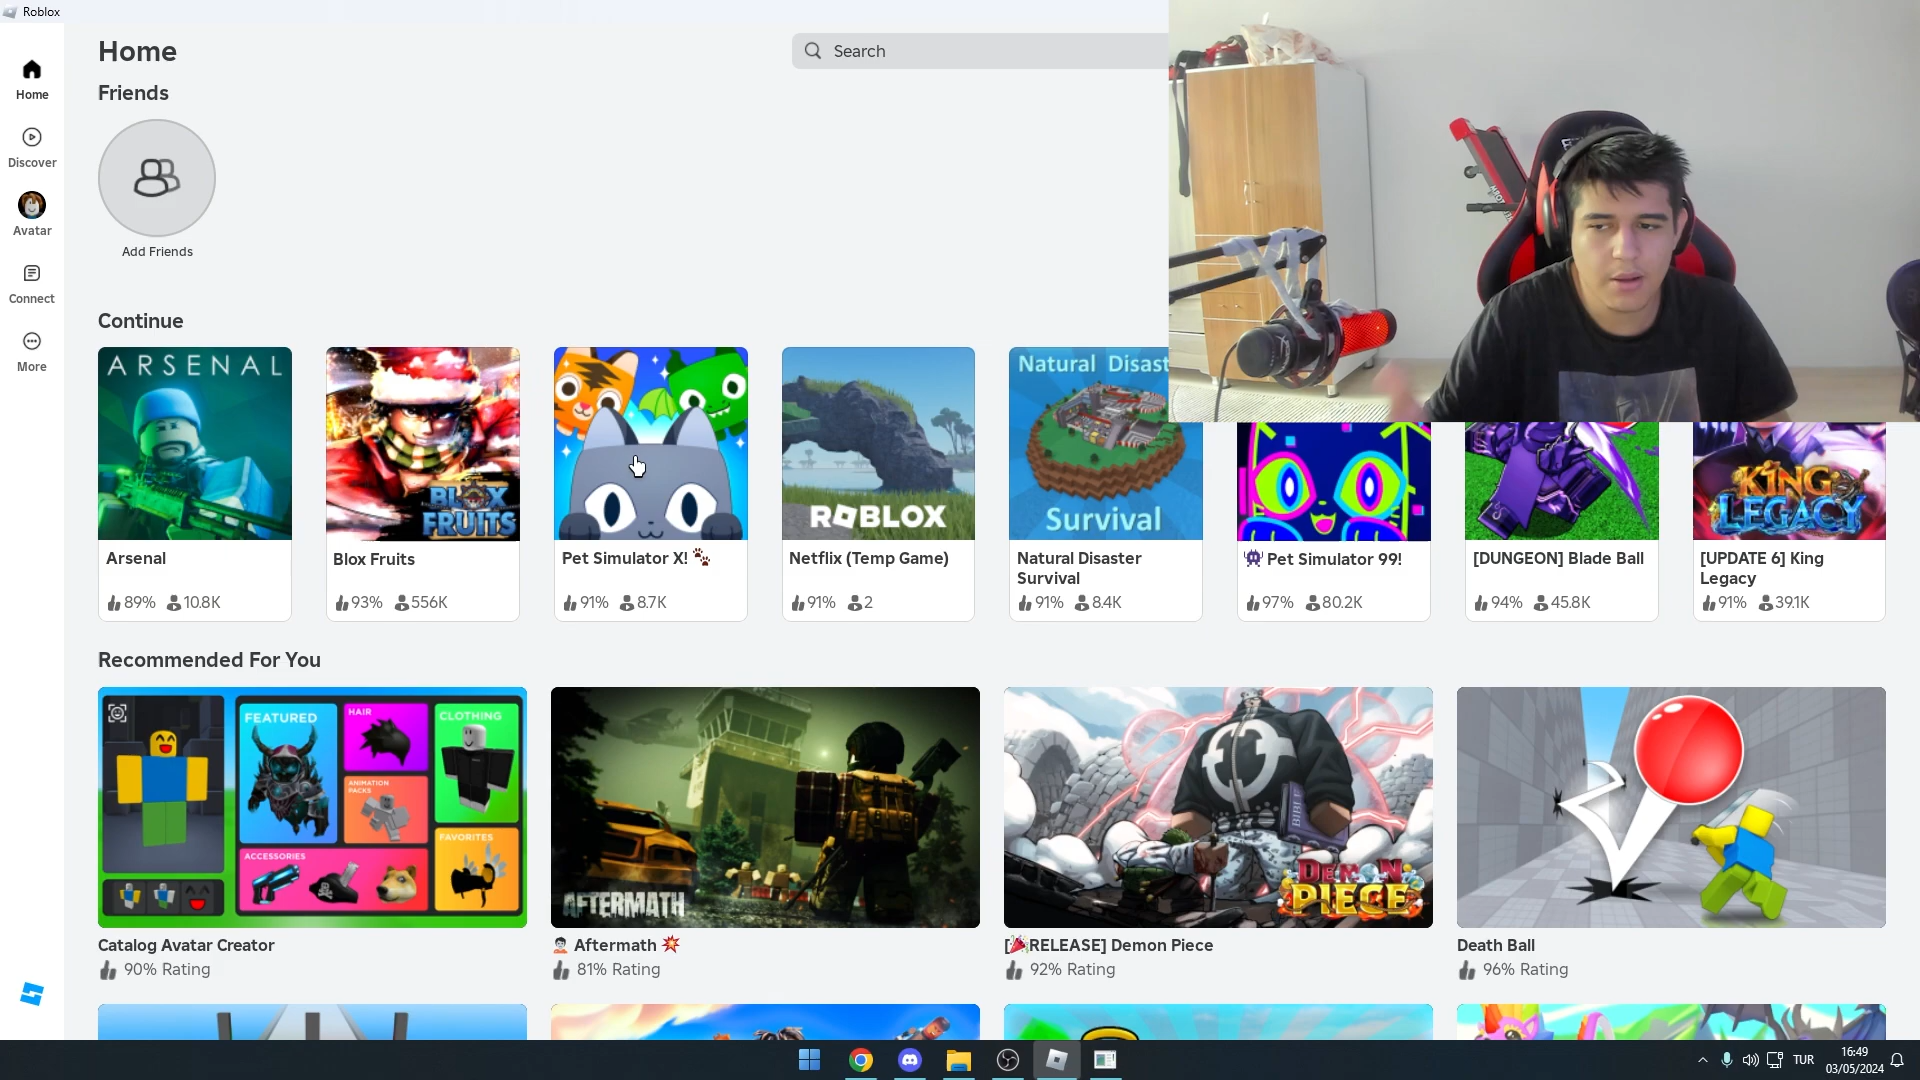 Roblox
Home
Search
Friends
Home
Discover
Avatar
Connect
More
Add Friends
Continue
ARSENAL
BLOX FRUITS
ROBLOX
Natural Disast
Survival
KING LEGACY
Arsenal
Blox Fruits
Pet Simulator X!
Netflix (Temp Game)
Natural Disaster
Survival
Pet Simulator 99!
[DUNGEON] Blade Ball
[UPDATE 6] King
Legacy
89% 10.8K
93% 556K
91% 8.7K
91% 2
91% 8.4K
97% 80.2K
94% 45.8K
91% 39.1K
Recommended For You
FEATURED
HAIR
CLOTHING
ANIMATION
PACKS
FAVORITES
ACCESSORIES
AFTERMATH
BIBLE
DEMON
PIECE
Catalog Avatar Creator
90% Rating
Aftermath
81% Rating
[🎉RELEASE] Demon Piece
92% Rating
Death Ball
96% Rating
TUR
16:49
03/05/2024